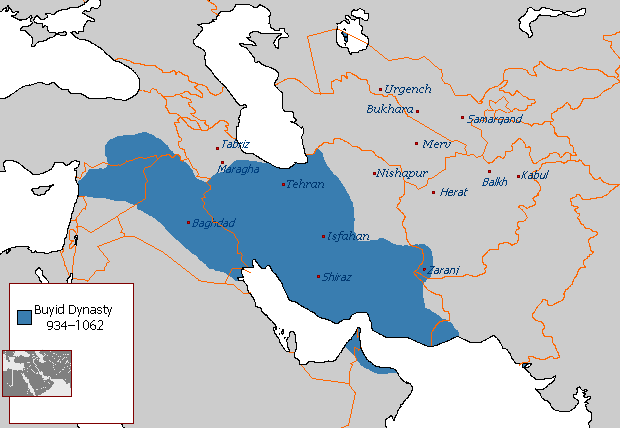 Urgench
Bukhara
Samarqand
Tabriz
Merv
Maragha
Nishapur
Balkh
Kabul
Tehran
Herat
Baghdad
Isfahan
Zaranj
Shiraz
Buyid Dynasty
934–1062